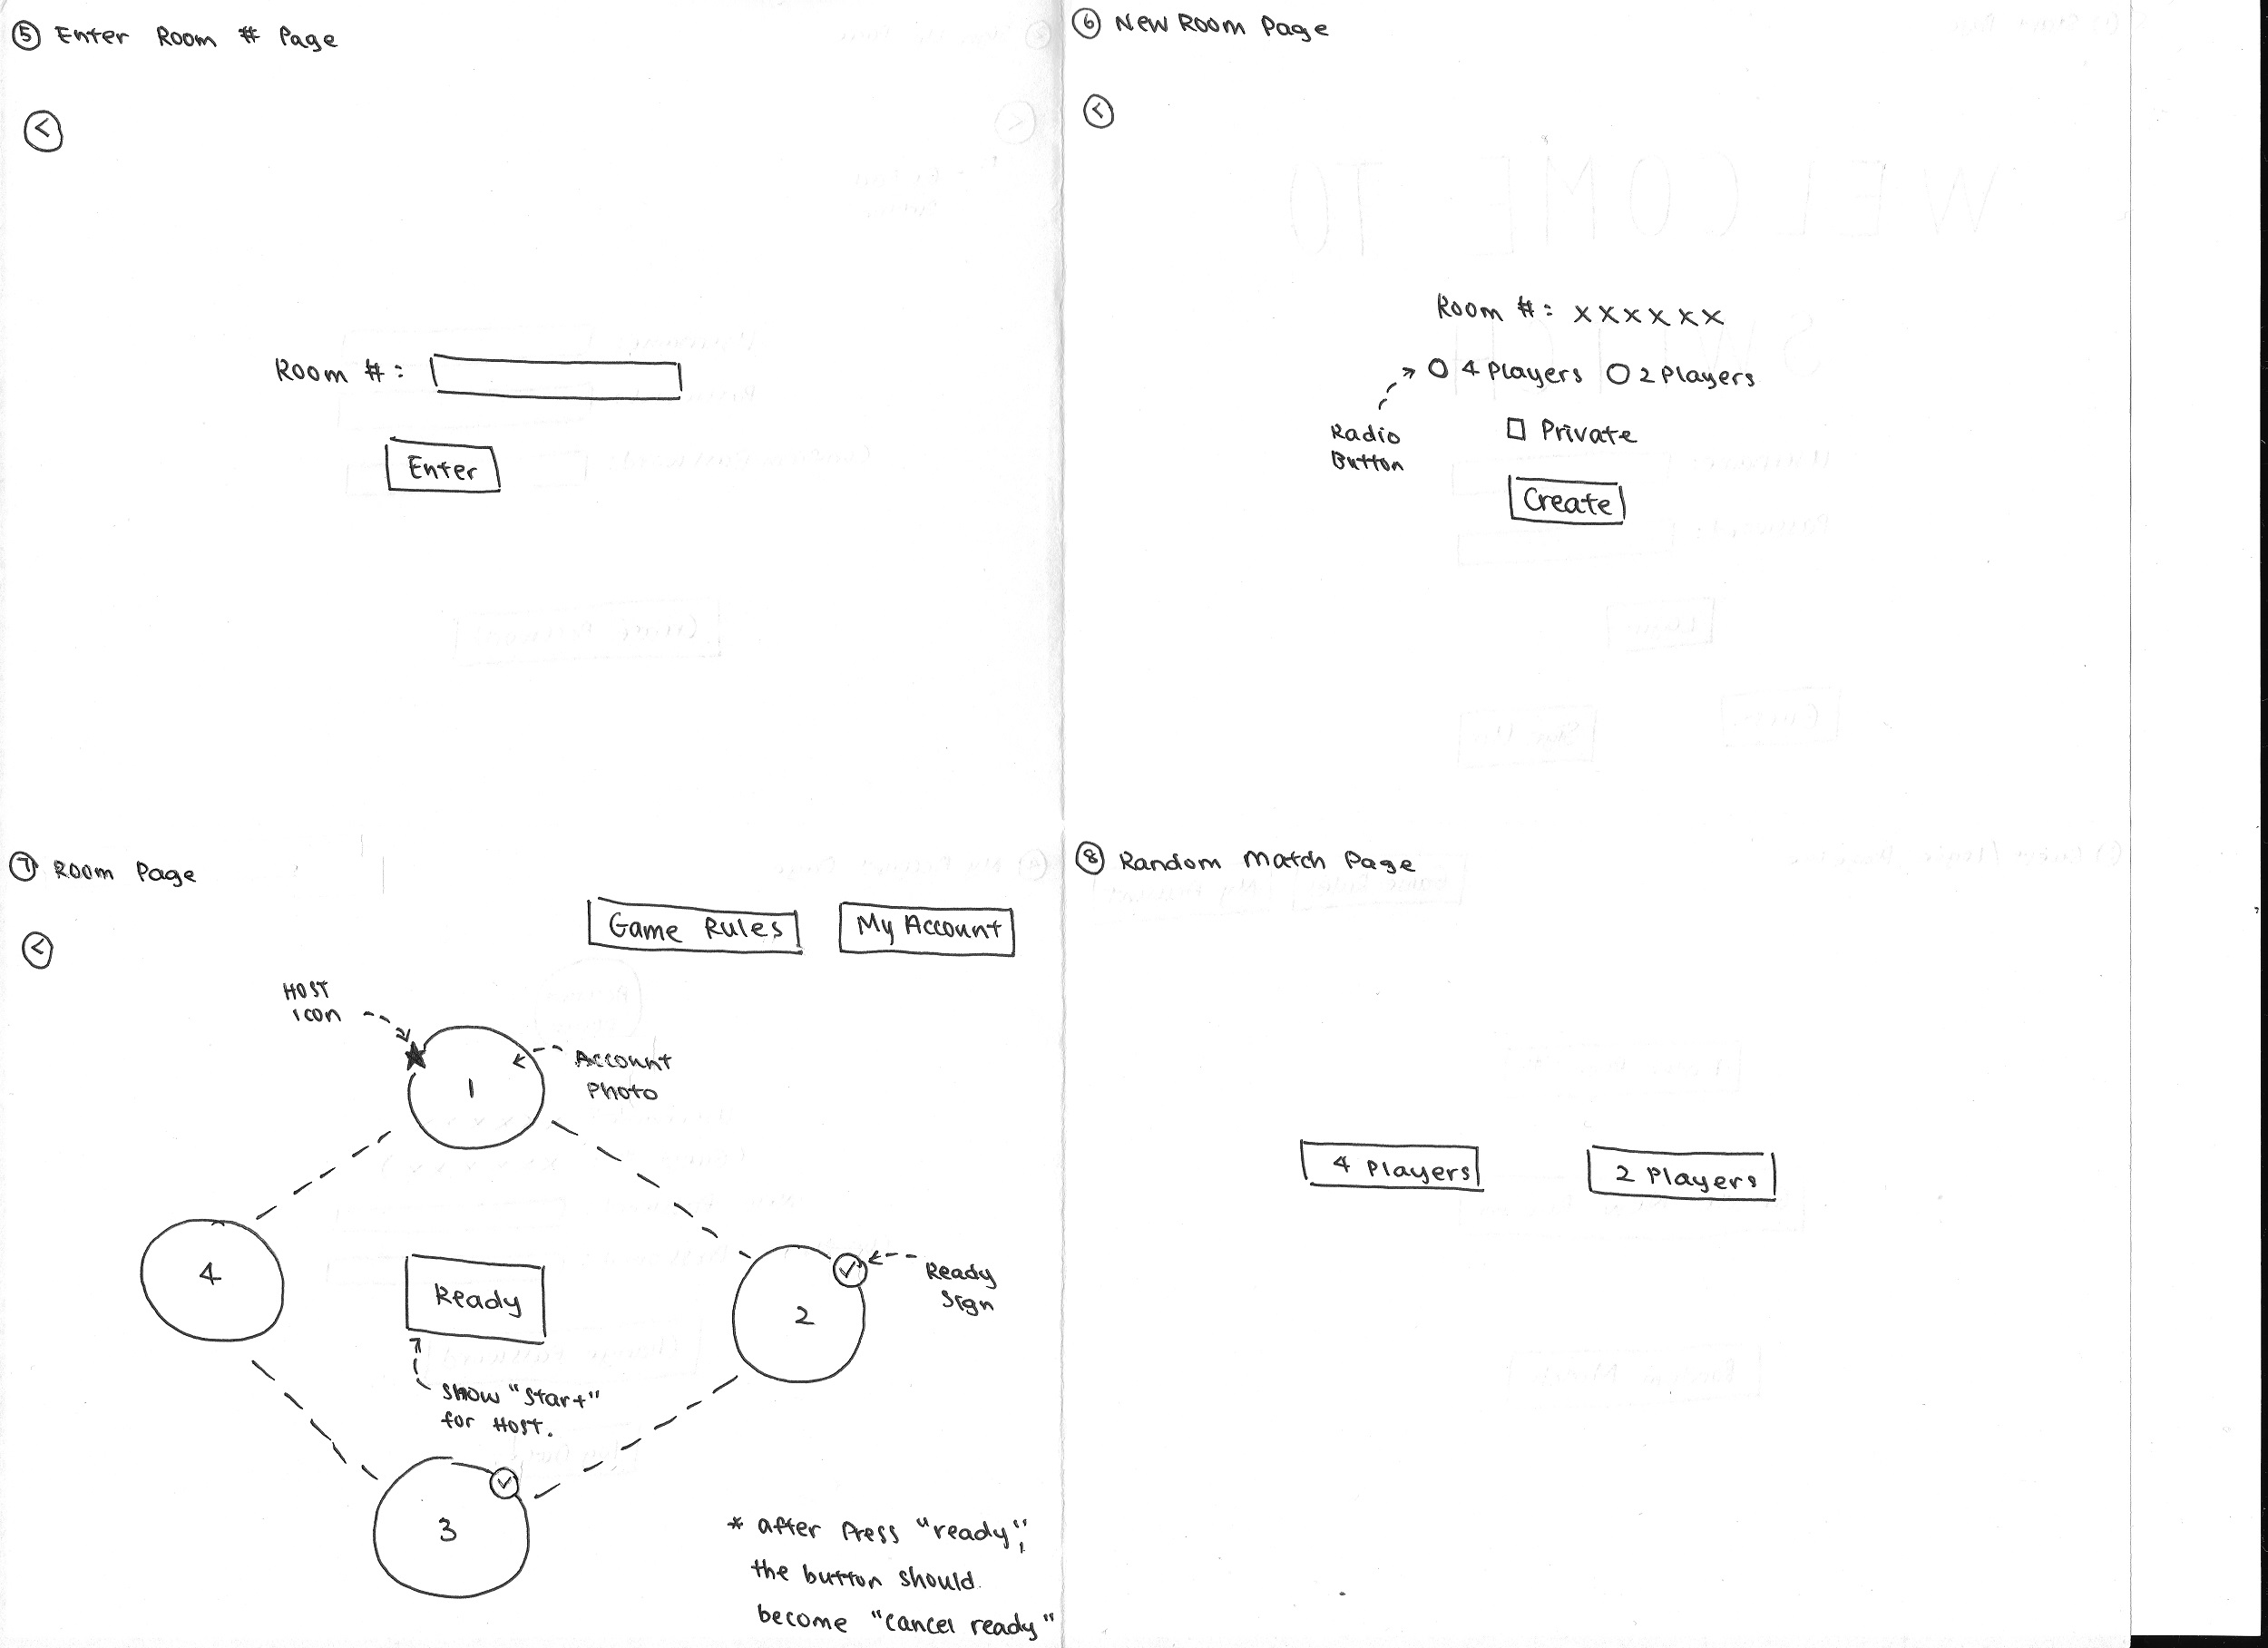 5 Enter Room # Page
<
Room # :
Enter
6 New Room Page
<
Room # : xxxxxx
4 Players 2 Players
Radio
Button
Private
Create
7 Room Page
Game Rules My Account
<
HOST
icon
Account
Photo
1
4
2
Ready
Sign
Ready
Show "Start"
for HOST.
3
* after Press "ready",
the button should
become "cancel ready"
8 Random Match Page
4 Players 2 Players
WELCOME TO